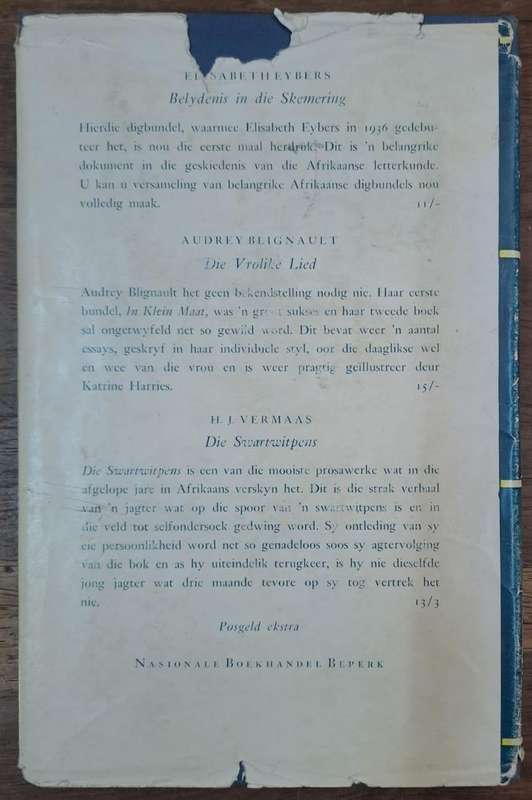 ELISABETH EYBERS
Belydenis in die Skemering
Hierdie digbundel, waarmee Elisabeth Eybers in 1936 gedebu-
teer het, is nou die eerste maal herdruk. Dit is 'n belangrike
dokument in die geskiedenis van die Afrikaanse letterkunde.
U kan u versameling van belangrike Afrikaanse digbundels nou
volledig maak. 11/-
AUDREY BLIGNAULT
Die Vrolike Lied
Audrey Blignault het geen bekendstelling nodig nie. Haar eerste
bundel, In Klein Maat, was 'n groot sukses en haar tweede boek
sal ongetwyfeld net so gewild word. Dit bevat weer 'n aantal
essays, geskryf in haar individuele styl, oor die daaglikse wel
en wee van die vrou en is weer pragtig geïllustreer deur
Katrine Harries. 15/-
H. J. VERMAAS
Die Swartwitpens
Die Swartwitpens is een van die mooiste prosawerke wat in die
afgelope jare in Afrikaans verskyn het. Dit is die strak verhaal
van 'n jagter wat op die spoor van 'n swartwitpens is en in
die veld tot selfondersoek gedwing word. Sy ontleding van sy
eie persoonlikheid word net so genadeloos soos sy agtervolging
van die bok en as hy uiteindelik terugkeer, is hy nie dieselfde
jong jagter wat drie maande tevore op sy tog vertrek het
nie. 13/3
Posgeld ekstra
NASIONALE BOEKHANDEL BEPERK